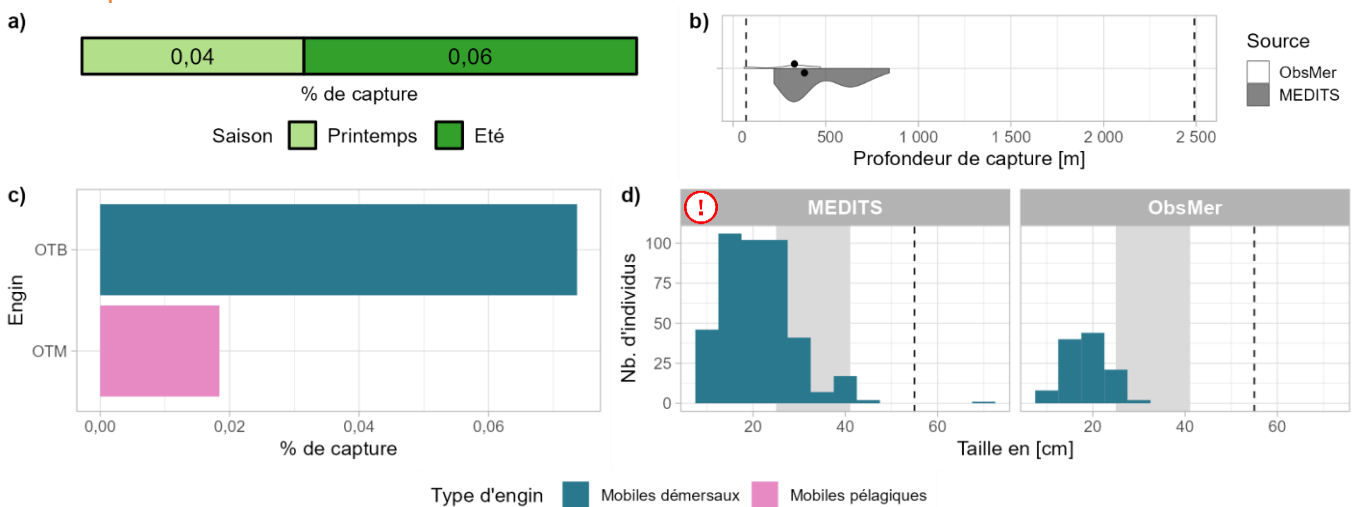 a)
0,04 0,06
% de capture
Saison Printemps Eté
b)
0 500 1 000 1 500 2 000 2 500
Profondeur de capture [m]
Source
ObsMer
MEDITS
c)
Engin
OTB
OTM
0,00 0,02 0,04 0,06
% de capture
d)
! MEDITS ObsMer
Nb. d'individus
100
75
50
25
0
20 40 60 20 40 60
Taille en [cm]
Type d'engin Mobiles démersaux Mobiles pélagiques